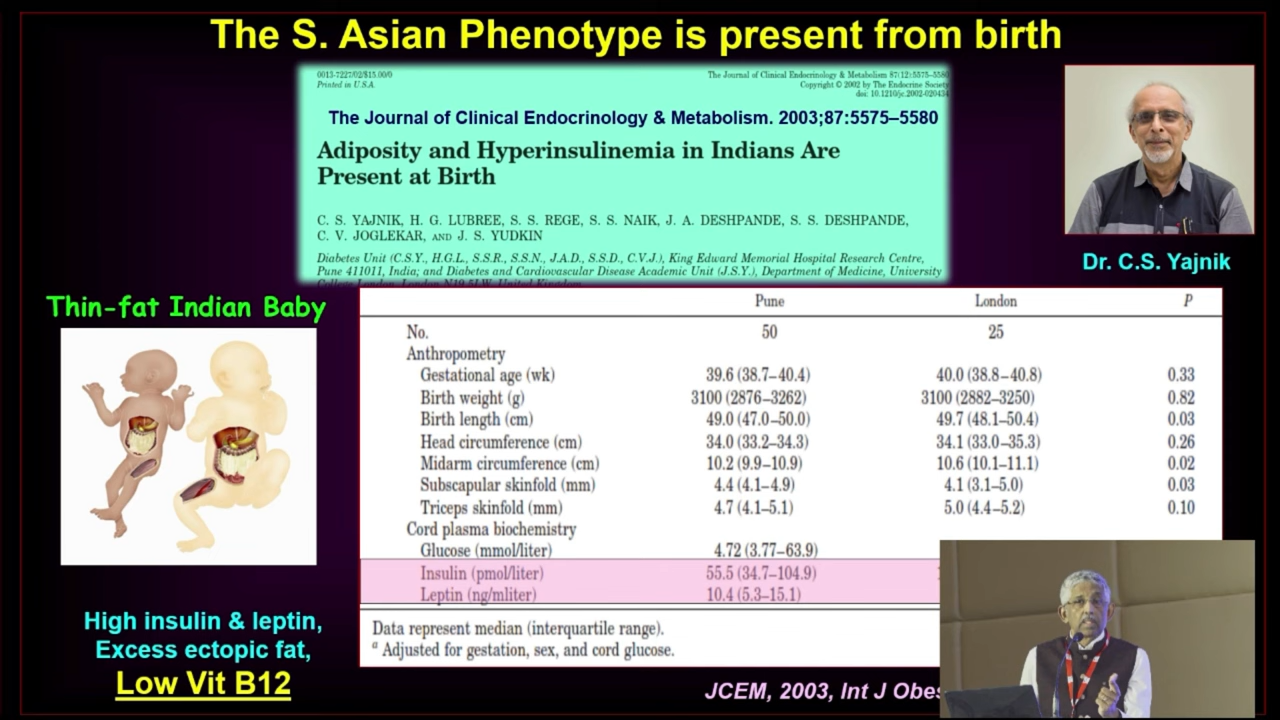 The S. Asian Phenotype is present from birth
0013-7227/02/$15.00/0
Printed in U.S.A.
The Journal of Clinical Endocrinology & Metabolism 87(12):5575–5580
Copyright © 2002 by The Endocrine Society
doi: 10.1210/jc.2002-020434
The Journal of Clinical Endocrinology & Metabolism. 2003;87:5575–5580
Adiposity and Hyperinsulinemia in Indians Are
Present at Birth
C. S. YAJNIK, H. G. LUBREE, S. S. REGE, S. S. NAIK, J. A. DESHPANDE, S. S. DESHPANDE,
C. V. JOGLEKAR, AND J. S. YUDKIN
Diabetes Unit (C.S.Y., H.G.L., S.S.R., S.S.N., J.A.D., S.S.D., C.V.J.), King Edward Memorial Hospital Research Centre,
Pune 411011, India; and Diabetes and Cardiovascular Disease Academic Unit (J.S.Y.), Department of Medicine, University
College London, London N19 5LW, United Kingdom
Dr. C.S. Yajnik
Thin-fat Indian Baby
Pune London P
No. 50 25
Anthropometry
Gestational age (wk) 39.6 (38.7–40.4) 40.0 (38.8–40.8) 0.33
Birth weight (g) 3100 (2876–3262) 3100 (2882–3250) 0.82
Birth length (cm) 49.0 (47.0–50.0) 49.7 (48.1–50.4) 0.03
Head circumference (cm) 34.0 (33.2–34.3) 34.1 (33.0–35.3) 0.26
Midarm circumference (cm) 10.2 (9.9–10.9) 10.6 (10.1–11.1) 0.02
Subscapular skinfold (mm) 4.4 (4.1–4.9) 4.1 (3.1–5.0) 0.03
Triceps skinfold (mm) 4.7 (4.1–5.1) 5.0 (4.4–5.2) 0.10
Cord plasma biochemistry
Glucose (mmol/liter) 4.72 (3.77–63.9)
Insulin (pmol/liter) 55.5 (34.7–104.9)
Leptin (ng/mliter) 10.4 (5.3–15.1)
Data represent median (interquartile range).
a Adjusted for gestation, sex, and cord glucose.
High insulin & leptin,
Excess ectopic fat,
Low Vit B12
JCEM, 2003, Int J Obes